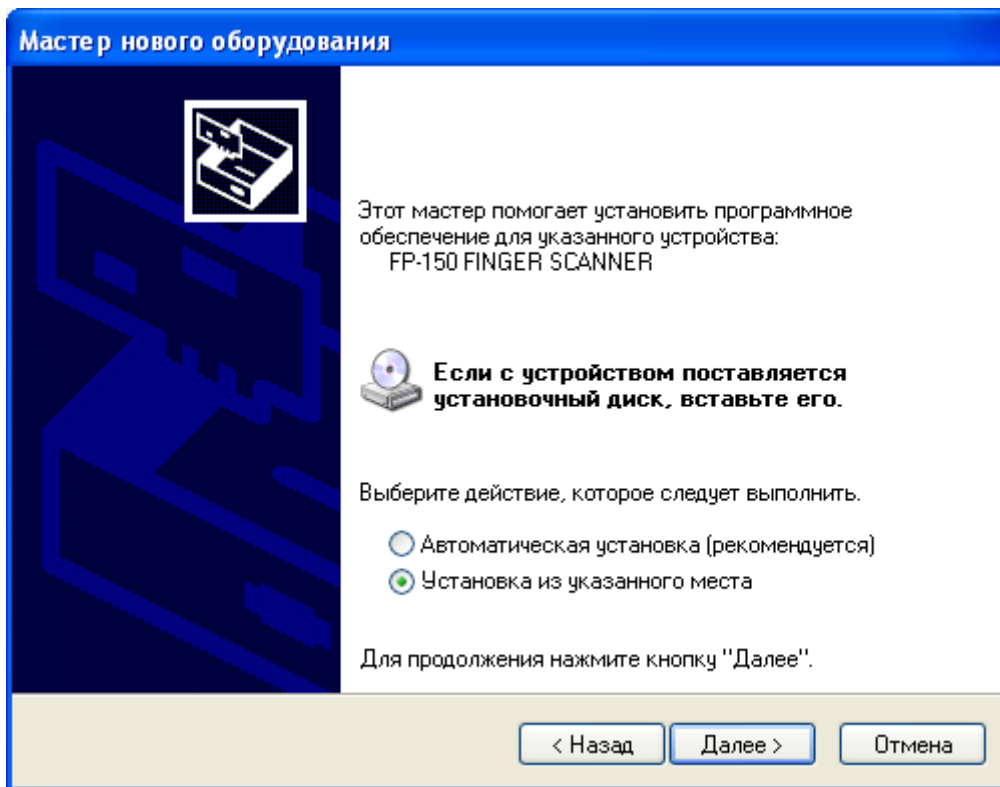 Мастер нового оборудования
Этот мастер помогает установить программное
обеспечение для указанного устройства:
FP-150 FINGER SCANNER
Если с устройством поставляется
установочный диск, вставьте его.
Выберите действие, которое следует выполнить.
Автоматическая установка (рекомендуется)
Установка из указанного места
Для продолжения нажмите кнопку "Далее".
< Назад Далее > Отмена